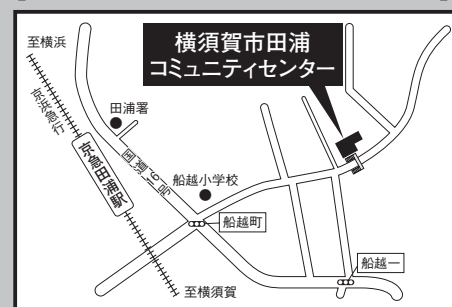 至横浜
横須賀市田浦
コミュニティセンター
京浜急行
田浦署
京急田浦駅
国道16号
船越小学校
船越町
船越一
至横須賀